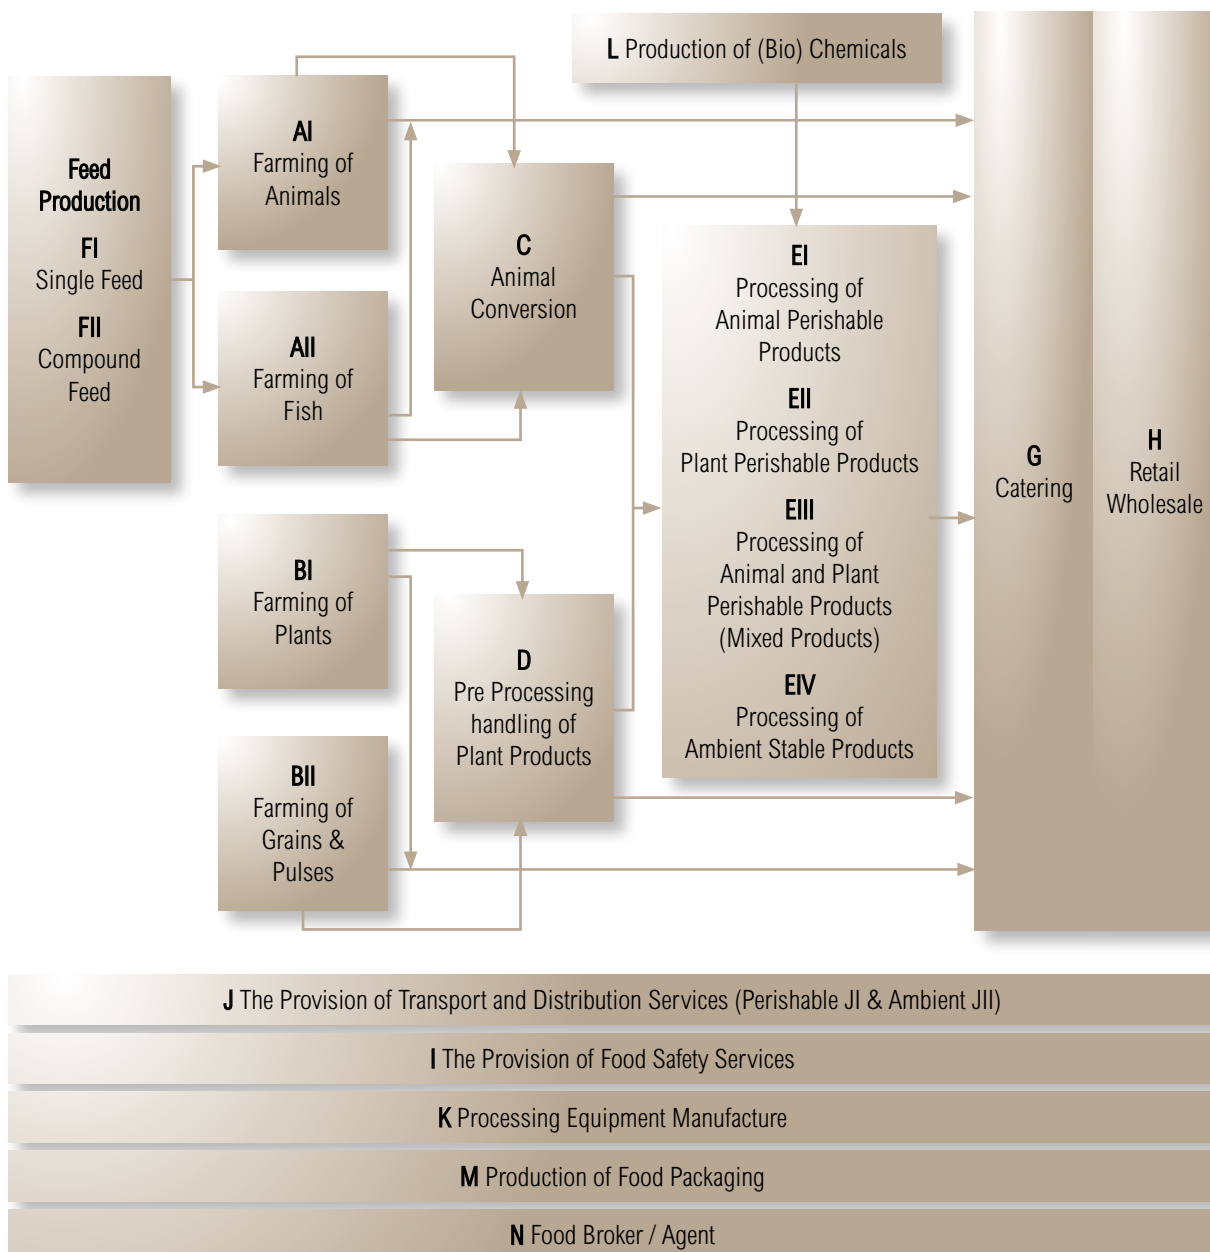 L Production of (Bio) Chemicals
Feed
Production
FI
Single Feed
FII
Compound
Feed
AI
Farming of
Animals
AII
Farming of
Fish
BI
Farming of
Plants
BII
Farming of
Grains &
Pulses
C
Animal
Conversion
D
Pre Processing
handling of
Plant Products
EI
Processing of
Animal Perishable
Products
EII
Processing of
Plant Perishable Products
EIII
Processing of
Animal and Plant
Perishable Products
(Mixed Products)
EIV
Processing of
Ambient Stable Products
G
Catering
H
Retail
Wholesale
J The Provision of Transport and Distribution Services (Perishable JI & Ambient JII)
I The Provision of Food Safety Services
K Processing Equipment Manufacture
M Production of Food Packaging
N Food Broker / Agent